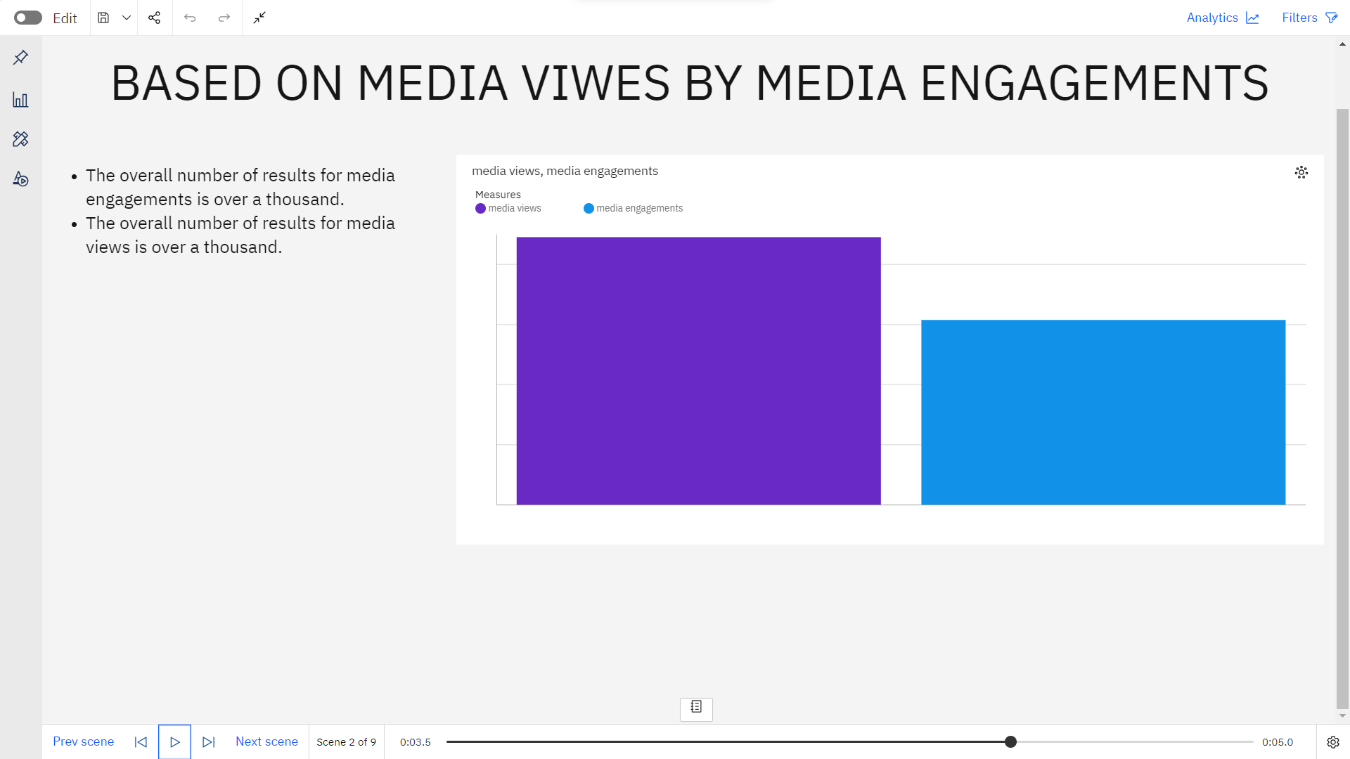 Edit
Analytics
Filters
BASED ON MEDIA VIWES BY MEDIA ENGAGEMENTS
• The overall number of results for media
engagements is over a thousand.
• The overall number of results for media
views is over a thousand.
media views, media engagements
Measures
media views media engagements
Prev scene
Next scene
Scene 2 of 9
0:03.5
0:05.0